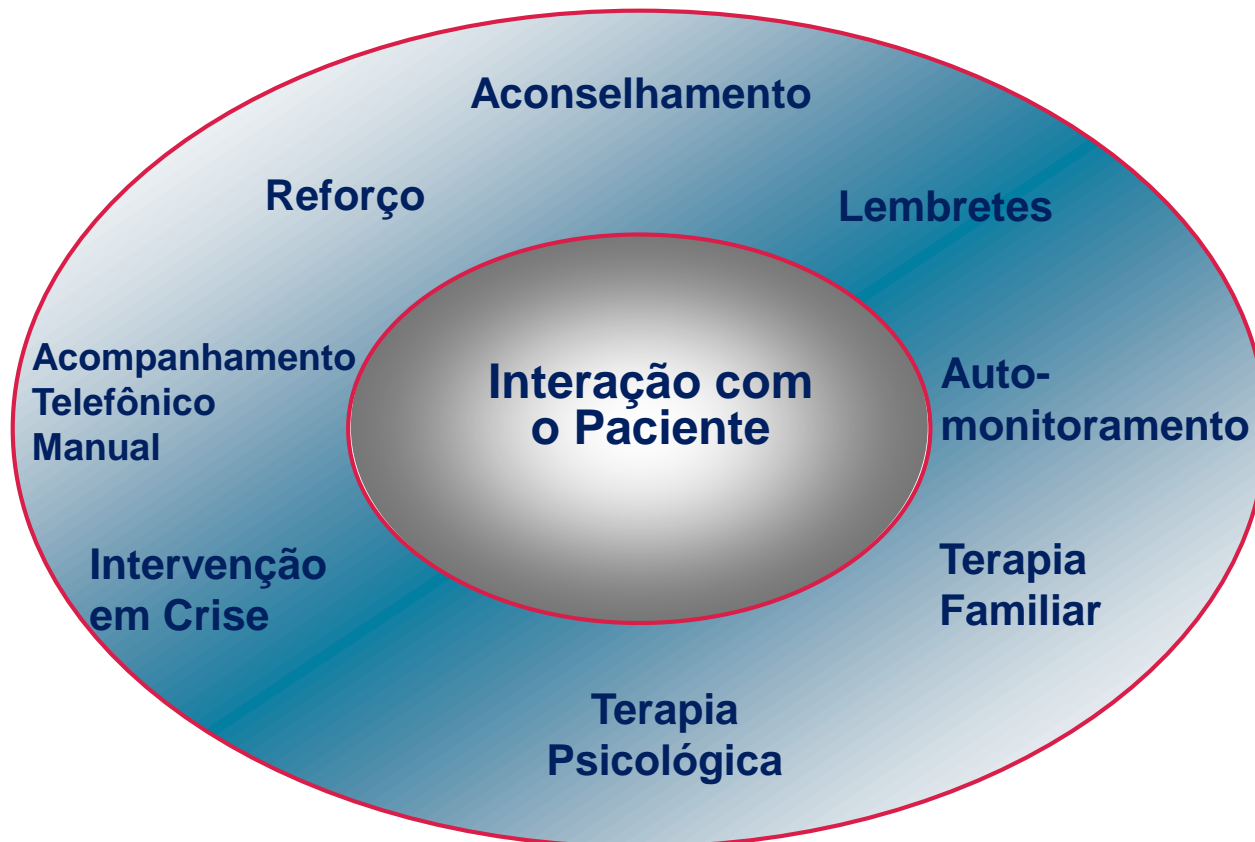 Aconselhamento
Reforço
Lembretes
Acompanhamento
Telefônico
Manual
Interação com
o Paciente
Auto-
monitoramento
Intervenção
em Crise
Terapia
Familiar
Terapia
Psicológica